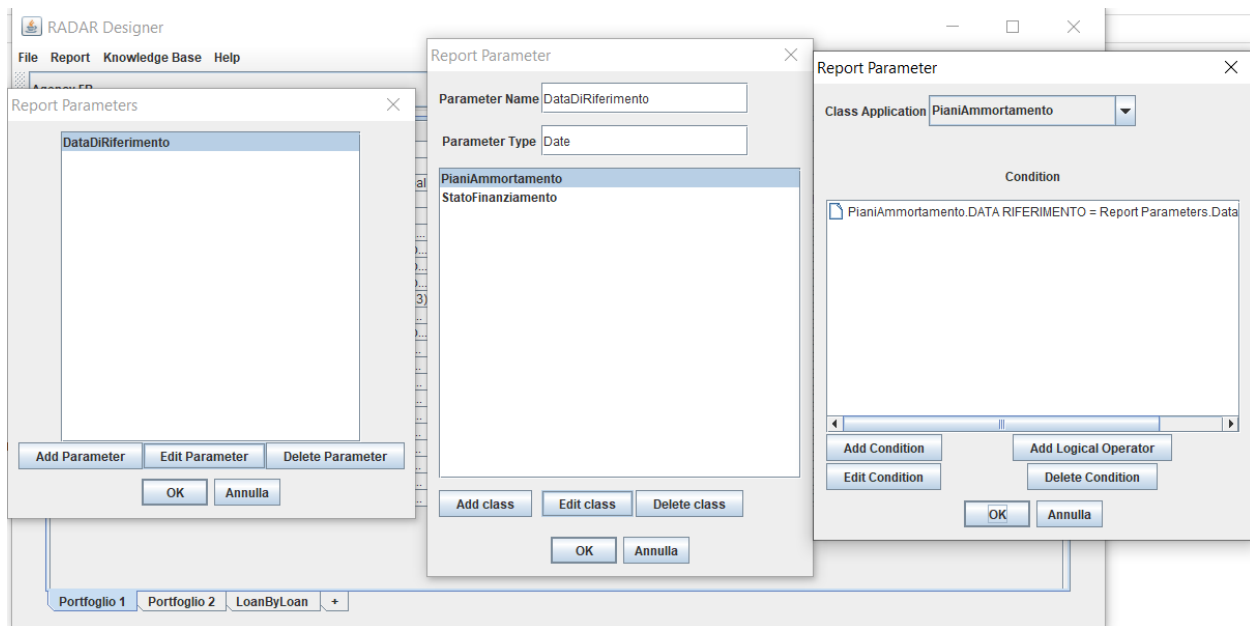 RADAR Designer
File Report Knowledge Base Help
Report Parameters
DataDiRiferimento
Add Parameter Edit Parameter Delete Parameter
OK Annulla
Portfoglio 1 Portfoglio 2 LoanByLoan +
Report Parameter
Parameter Name DataDiRiferimento
Parameter Type Date
PianiAmmortamento
StatoFinanziamento
Add class Edit class Delete class
OK Annulla
Report Parameter
Class Application PianiAmmortamento
Condition
PianiAmmortamento.DATA RIFERIMENTO = Report Parameters.Data
Add Condition Add Logical Operator
Edit Condition Delete Condition
OK Annulla